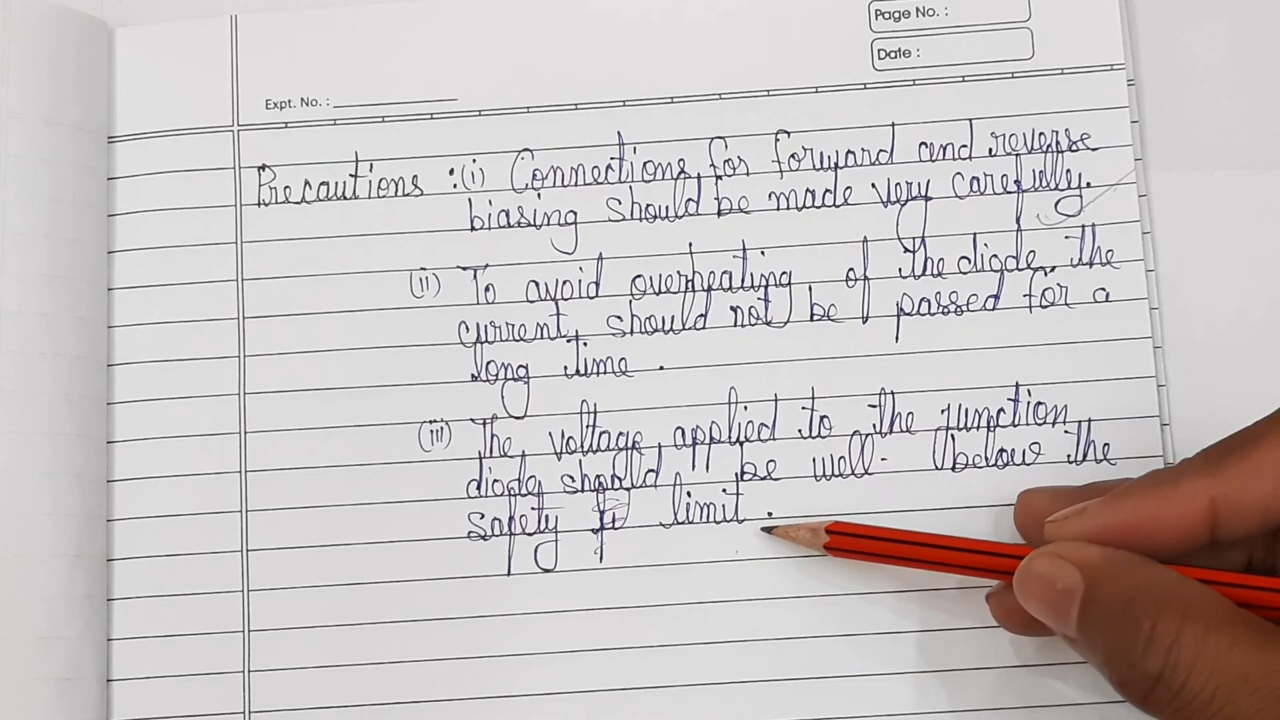 Page No. :
Date :
Expt. No. :
Precautions :(i) Connections for forward and reverse
biasing should be made very carefully.
(ii) To avoid overheating of the diode, the
current should not be passed for a
long time .
(iii) The voltage applied to the junction
diode should be well- below the
safety limit .